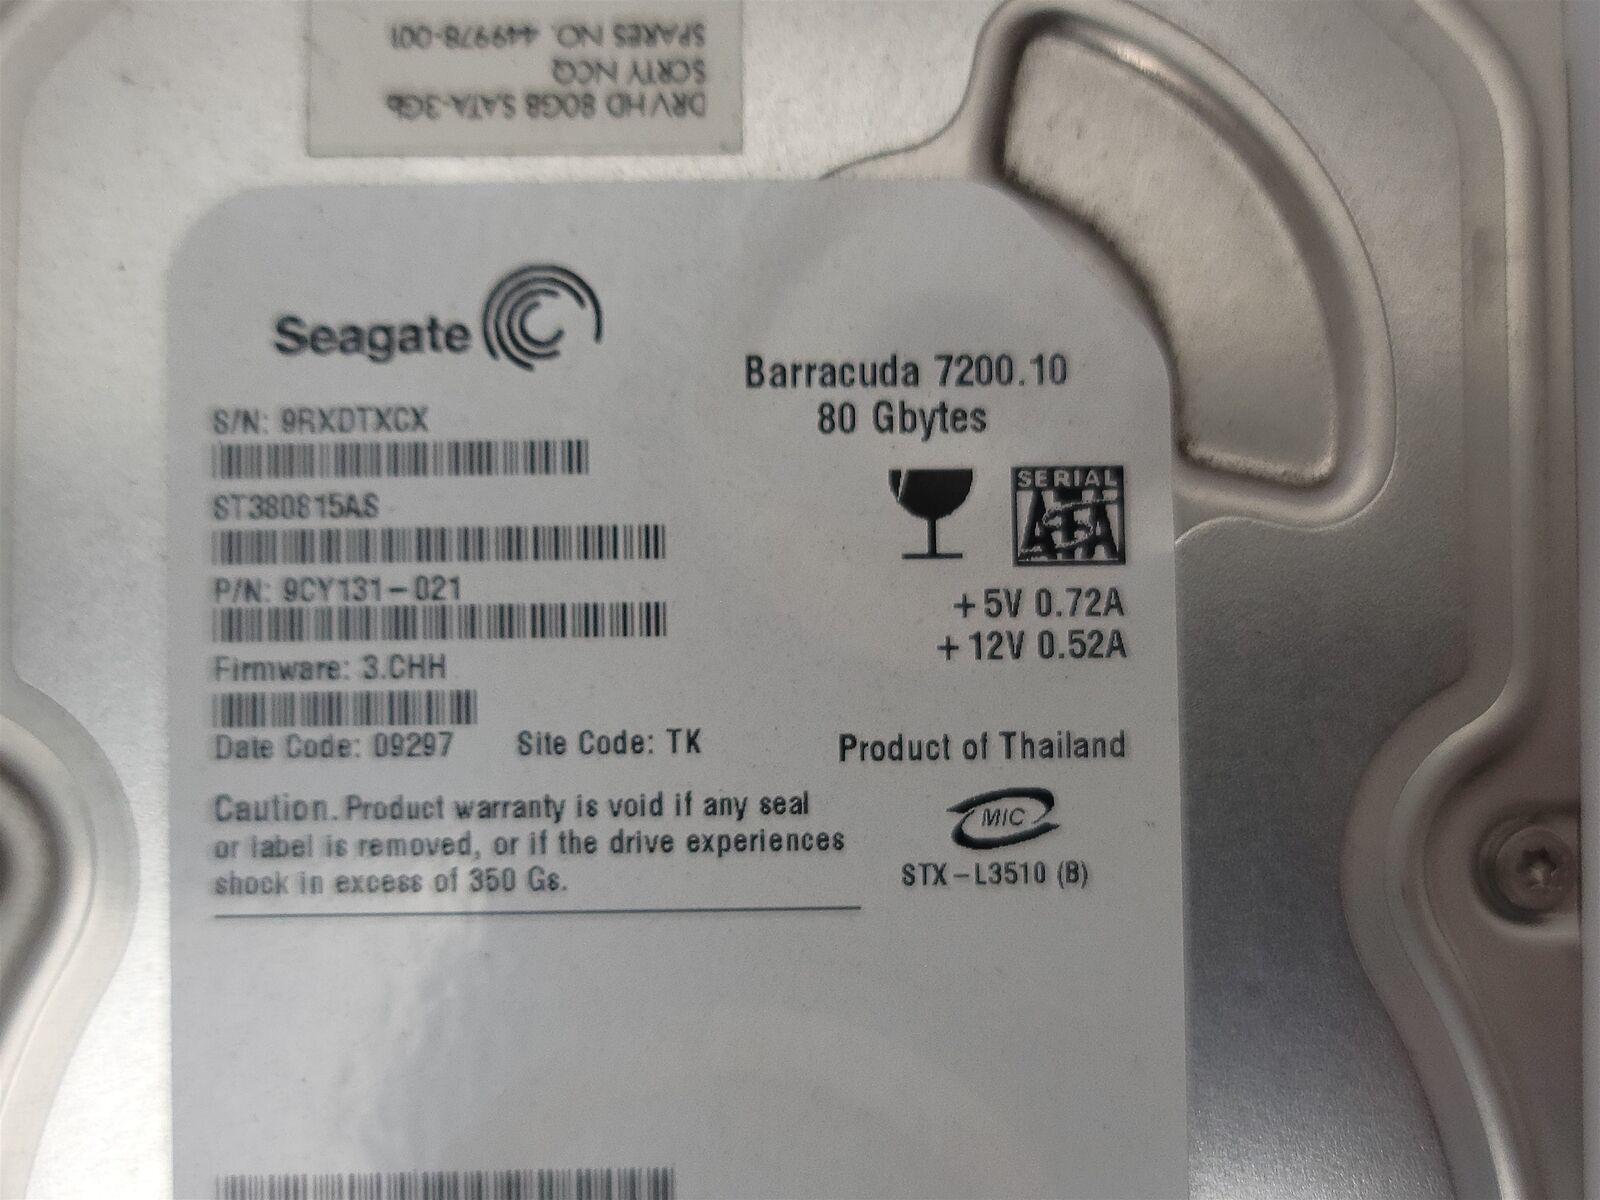 DRV HD 80GB SATA-3Gb
SCRTY NCQ
SPARES NO. 449978-001
Seagate
Barracuda 7200.10
80 Gbytes
S/N: 9RXDTXCX
ST380815AS
SERIAL
ATA
P/N: 9CY131-021
+5V 0.72A
+12V 0.52A
Firmware: 3.CHH
Date Code: 09297 Site Code: TK
Product of Thailand
Caution. Product warranty is void if any seal
or label is removed, or if the drive experiences
shock in excess of 350 Gs.
MIC
STX-L3510 (B)